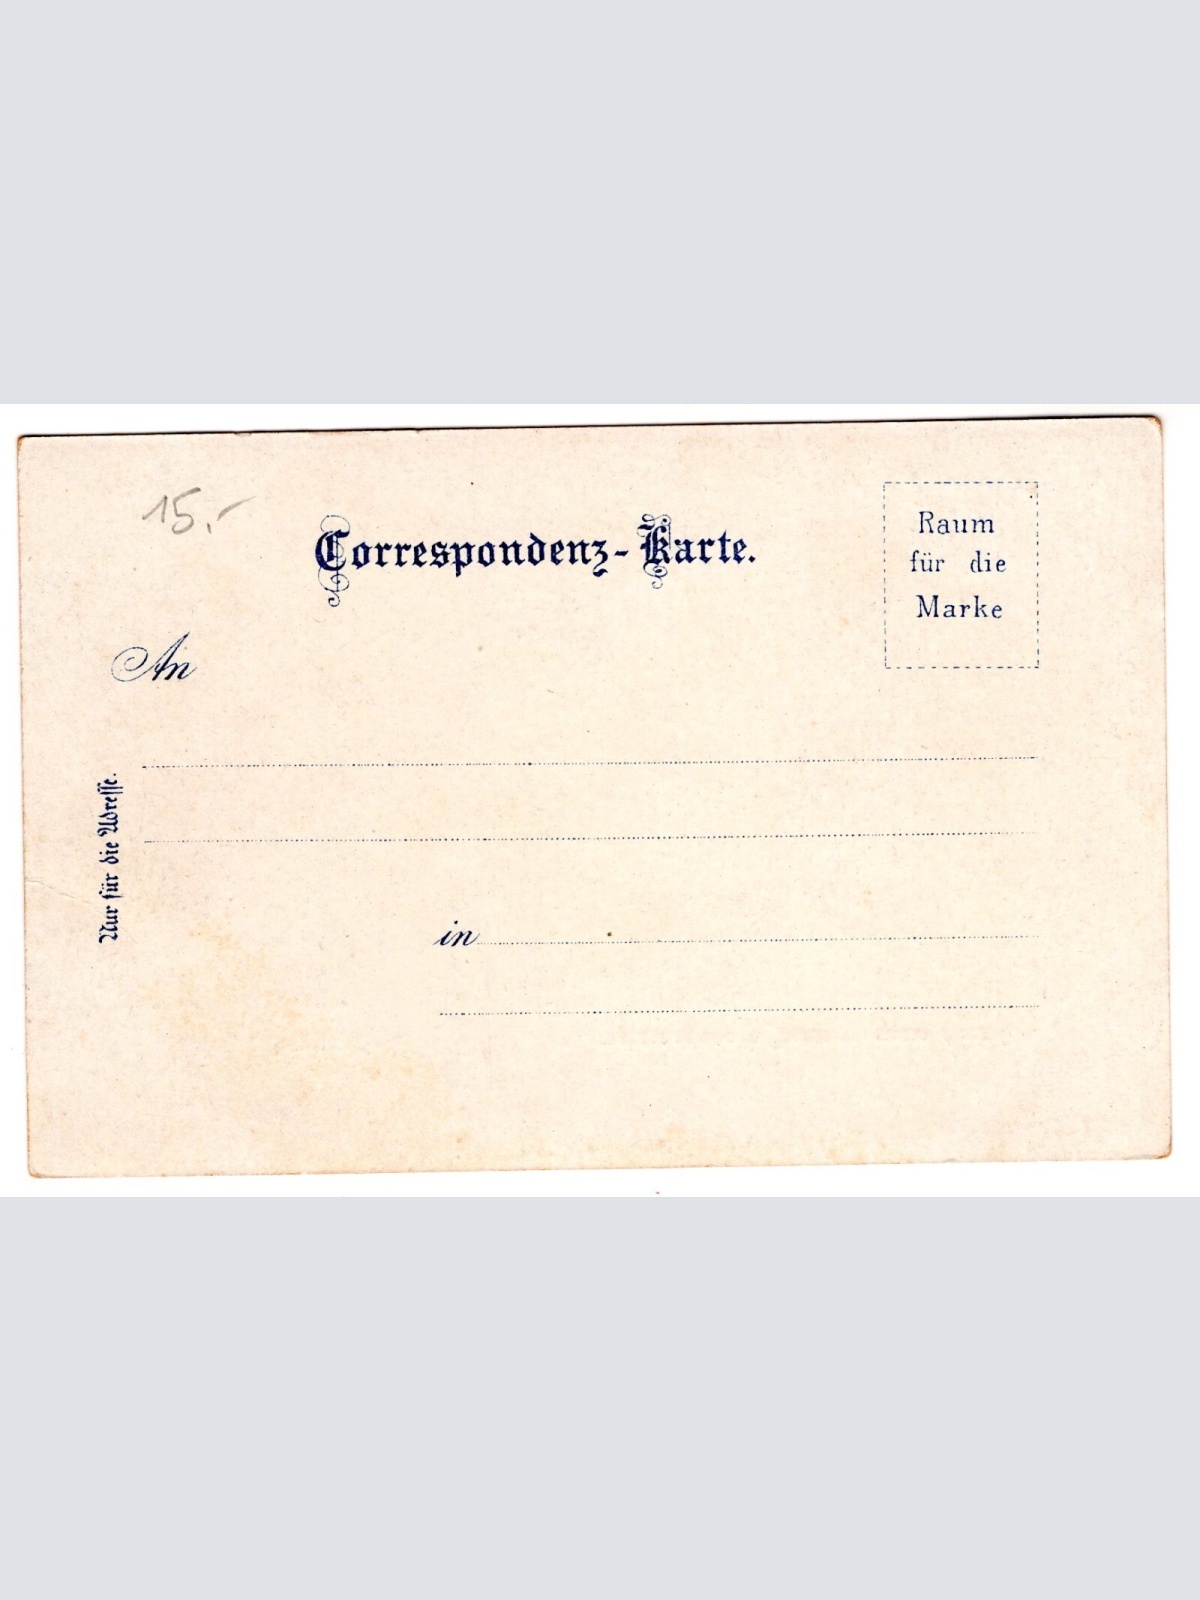 15,-
Correspondenz-Karte.
Raum
für die
Marke
An
Nur für die Adresse.
in